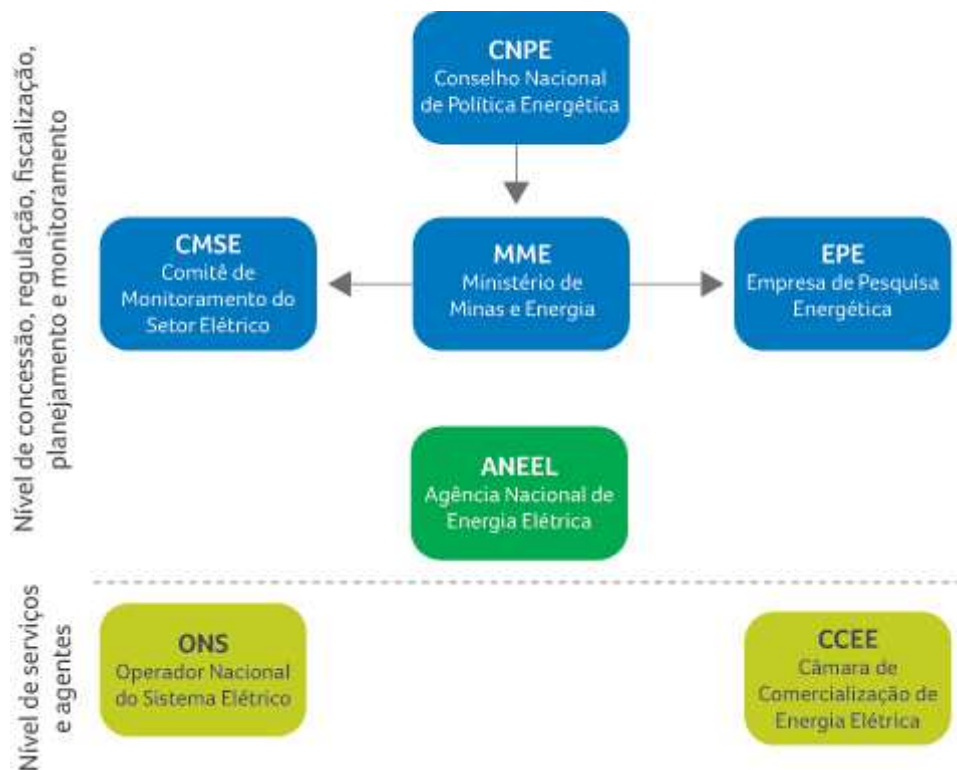 Nível de concessão, regulação, fiscalização,
planejamento e monitoramento
CNPE
Conselho Nacional
de Política Energética
CMSE
Comitê de
Monitoramento do
Setor Elétrico
MME
Ministério de
Minas e Energia
EPE
Empresa de Pesquisa
Energética
ANEEL
Agência Nacional de
Energia Elétrica
Nível de serviços
e agentes
ONS
Operador Nacional
do Sistema Elétrico
CCEE
Câmara de
Comercialização de
Energia Elétrica